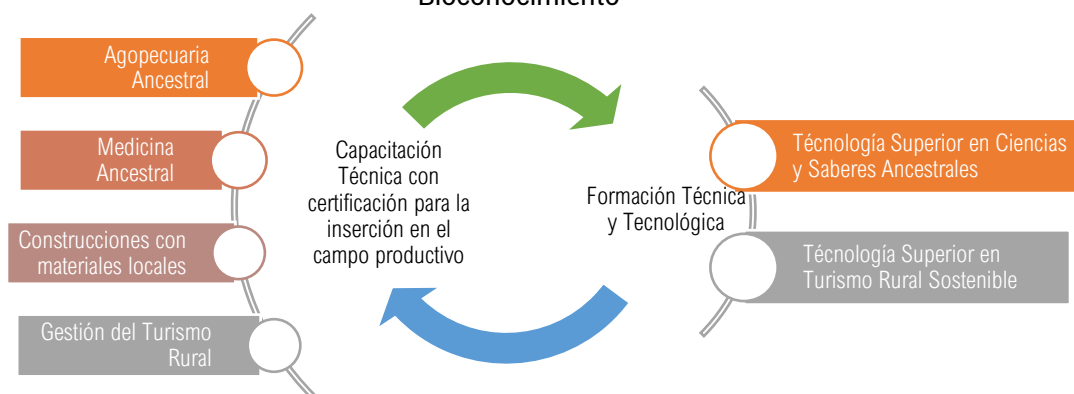 Bioconocimiento
Agopecuaria
Ancestral
Medicina
Ancestral
Construcciones con
materiales locales
Gestión del Turismo
Rural
Capacitación
Técnica con
certificación para la
inserción en el
campo productivo
Formación Técnica
y Tecnológica
Técnología Superior en Ciencias
y Saberes Ancestrales
Técnología Superior en
Turismo Rural Sostenible